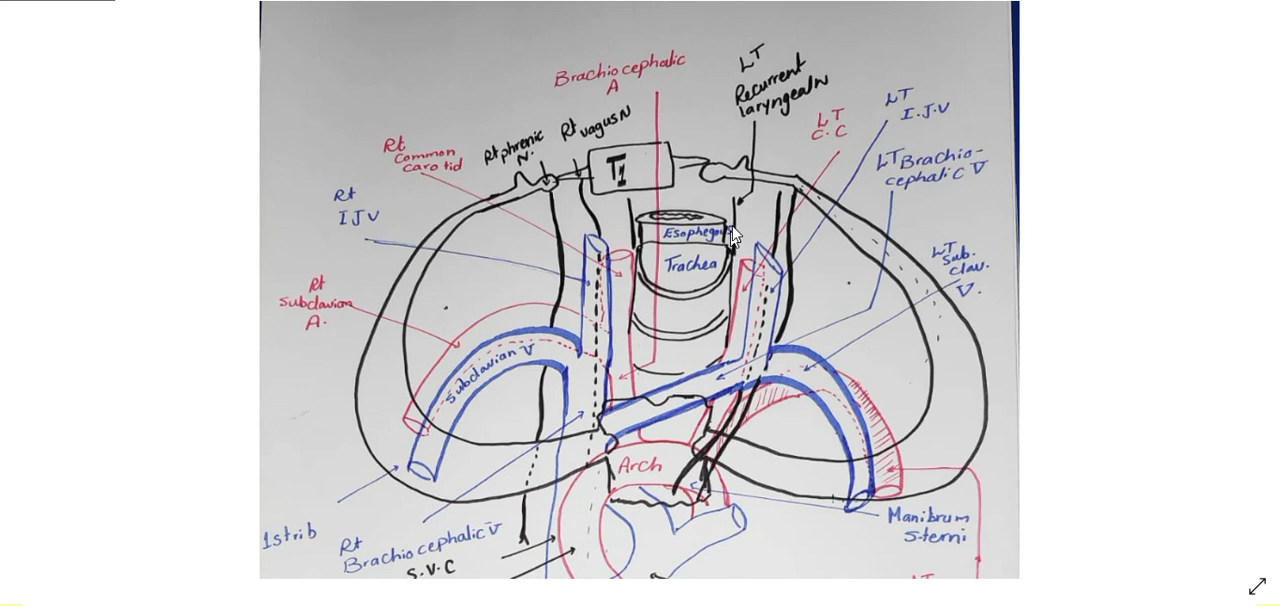 Brachiocephalic
A
LT
Recurrent
laryngeal N
Rt
Common
carotid
Rt phrenic
N.
Rt vagus N
T1
LT
C.C
LT
I.J.V
LT Brachio-
cephalic V
Rt
IJV
Esophegus
Trachea
LT
Sub.
clav.
V.
Rt
Subclavian
A.
Subclavian V
Arch
1st rib
Rt
Brachiocephalic V
S.V.C
Manibrum
sterni
LT